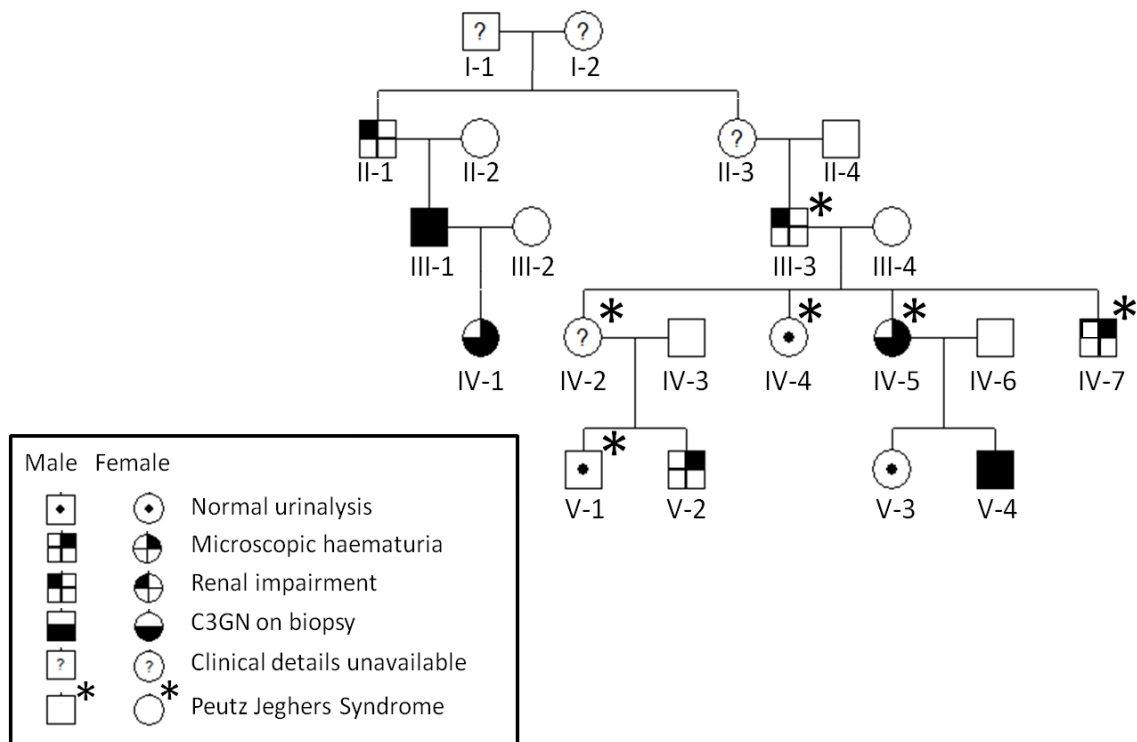 ? ?
I-1 I-2
?
II-1 II-2 II-3 II-4
*
III-1 III-2 III-3 III-4
? * * * *
IV-1 IV-2 IV-3 IV-4 IV-5 IV-6 IV-7
*
V-1 V-2 V-3 V-4
Male Female
Normal urinalysis
Microscopic haematuria
Renal impairment
C3GN on biopsy
? ? Clinical details unavailable
* * Peutz Jeghers Syndrome